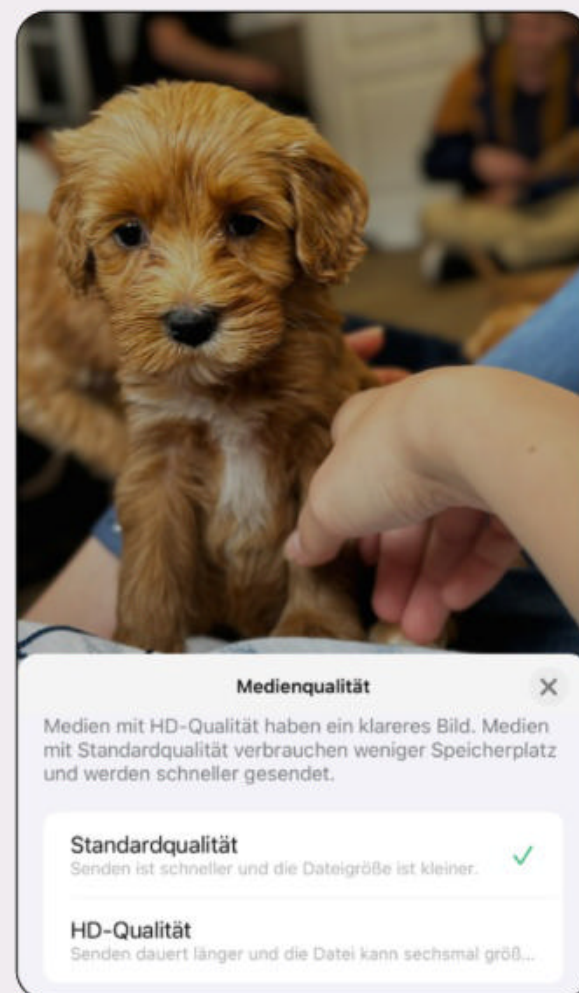 Medienqualität
Medien mit HD-Qualität haben ein klareres Bild. Medien
mit Standardqualität verbrauchen weniger Speicherplatz
und werden schneller gesendet.
Standardqualität
Senden ist schneller und die Dateigröße ist kleiner.
HD-Qualität
Senden dauert länger und die Datei kann sechsmal größ...